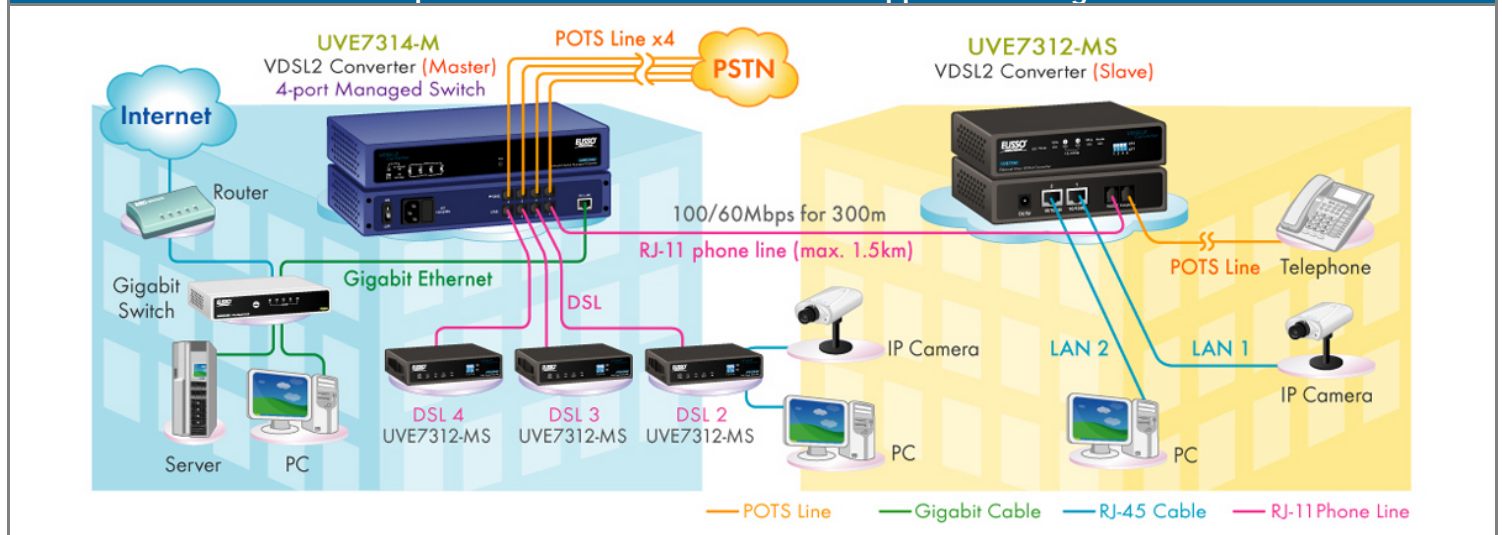 UVE7314-M
VDSL2 Converter (Master)
4-port Managed Switch
POTS Line x4
PSTN
UVE7312-MS
VDSL2 Converter (Slave)
Internet
Router
Gigabit
Switch
Gigabit Ethernet
100/60Mbps for 300m
RJ-11 phone line (max. 1.5km)
POTS Line
Telephone
DSL
IP Camera
LAN 2
LAN 1
IP Camera
DSL 4
UVE7312-MS
DSL 3
UVE7312-MS
DSL 2
UVE7312-MS
Server
PC
PC
PC
POTS Line
Gigabit Cable
RJ-45 Cable
RJ-11Phone Line